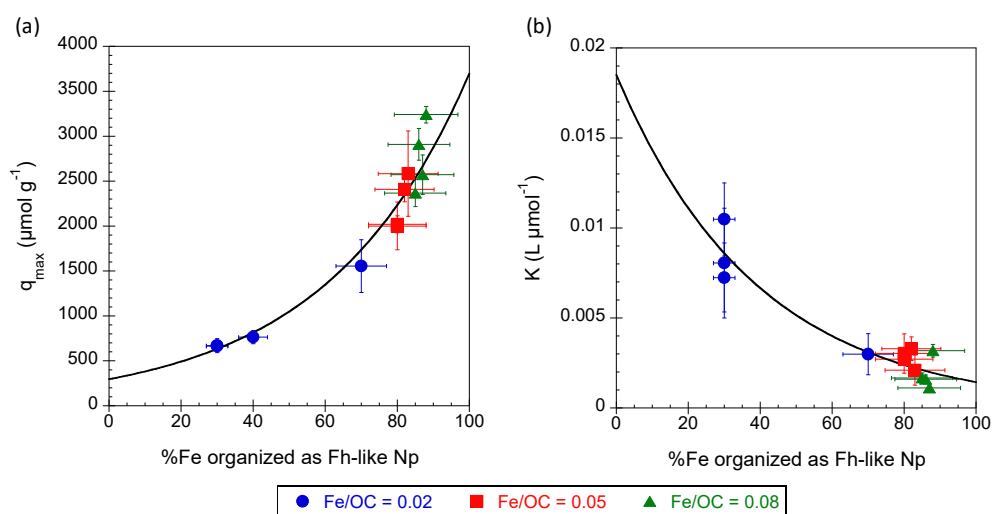 (a)
4000
3500
3000
2500
2000
1500
1000
500
0
q_max (µmol g⁻¹)
0 20 40 60 80 100
%Fe organized as Fh-like Np
(b)
0.02
0.015
0.01
0.005
0
K (L µmol⁻¹)
0 20 40 60 80 100
%Fe organized as Fh-like Np
Fe/OC = 0.02 Fe/OC = 0.05 Fe/OC = 0.08